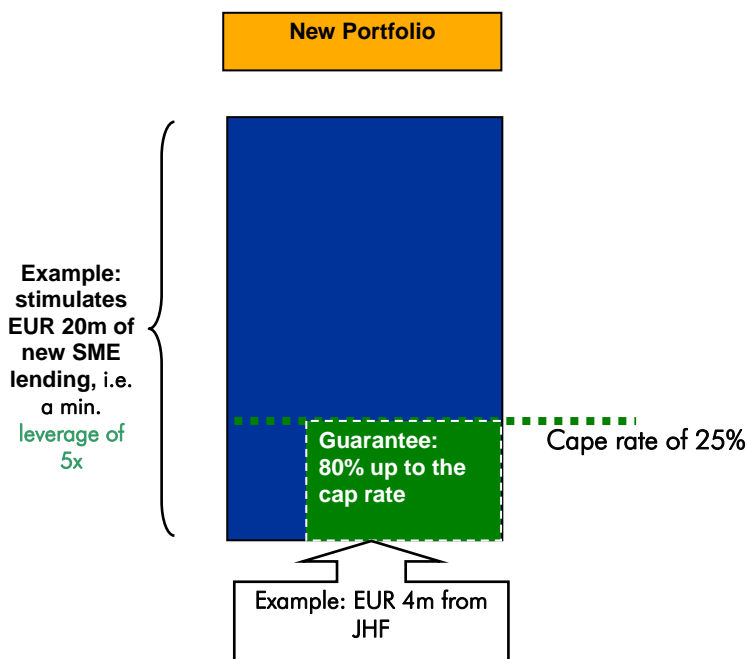 New Portfolio
Example:
stimulates
EUR 20m of
new SME
lending, i.e.
a min.
leverage of
5x
Guarantee:
80% up to the
cap rate
Cape rate of 25%
Example: EUR 4m from
JHF